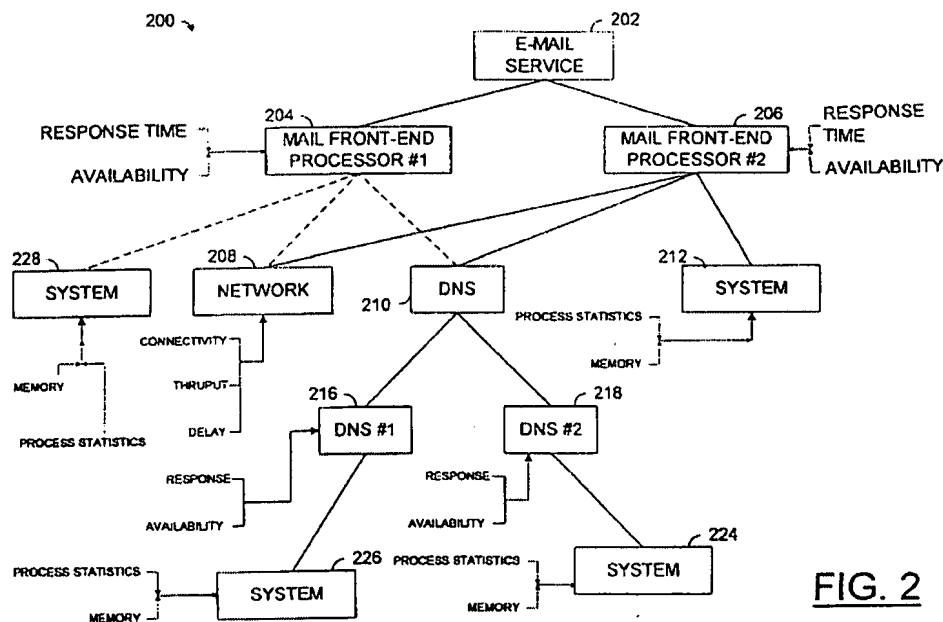 200
202
E-MAIL
SERVICE
204
206
RESPONSE TIME
AVAILABILITY
MAIL FRONT-END
PROCESSOR #1
MAIL FRONT-END
PROCESSOR #2
RESPONSE
TIME
AVAILABILITY
228
SYSTEM
208
NETWORK
210
DNS
212
SYSTEM
MEMORY
PROCESS STATISTICS
CONNECTIVITY
THRUPUT
DELAY
PROCESS STATISTICS
MEMORY
216
DNS #1
218
DNS #2
RESPONSE
AVAILABILITY
RESPONSE
AVAILABILITY
PROCESS STATISTICS
MEMORY
226
SYSTEM
PROCESS STATISTICS
MEMORY
224
SYSTEM
FIG. 2